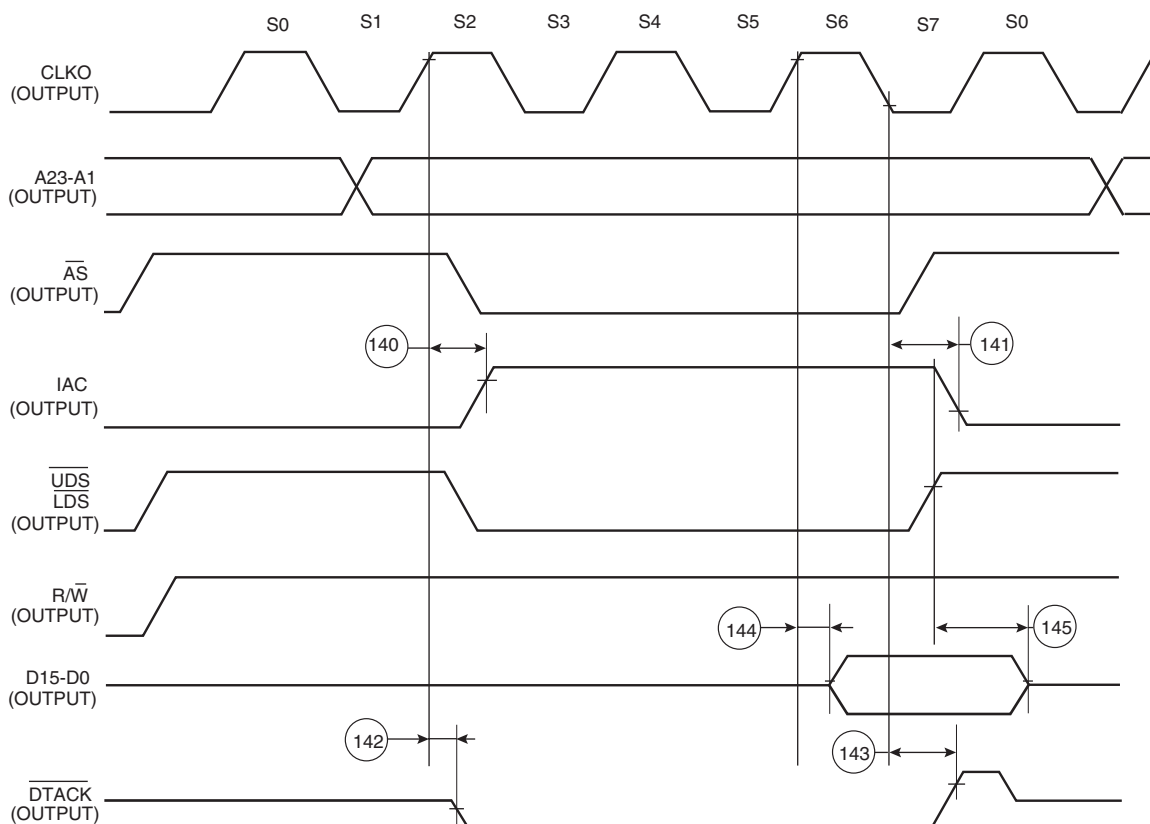 S0 S1 S2 S3 S4 S5 S6 S7 S0
CLKO
(OUTPUT)
A23-A1
(OUTPUT)
AS
(OUTPUT)
140
141
IAC
(OUTPUT)
UDS
LDS
(OUTPUT)
R/W
(OUTPUT)
144
145
D15-D0
(OUTPUT)
142
143
DTACK
(OUTPUT)